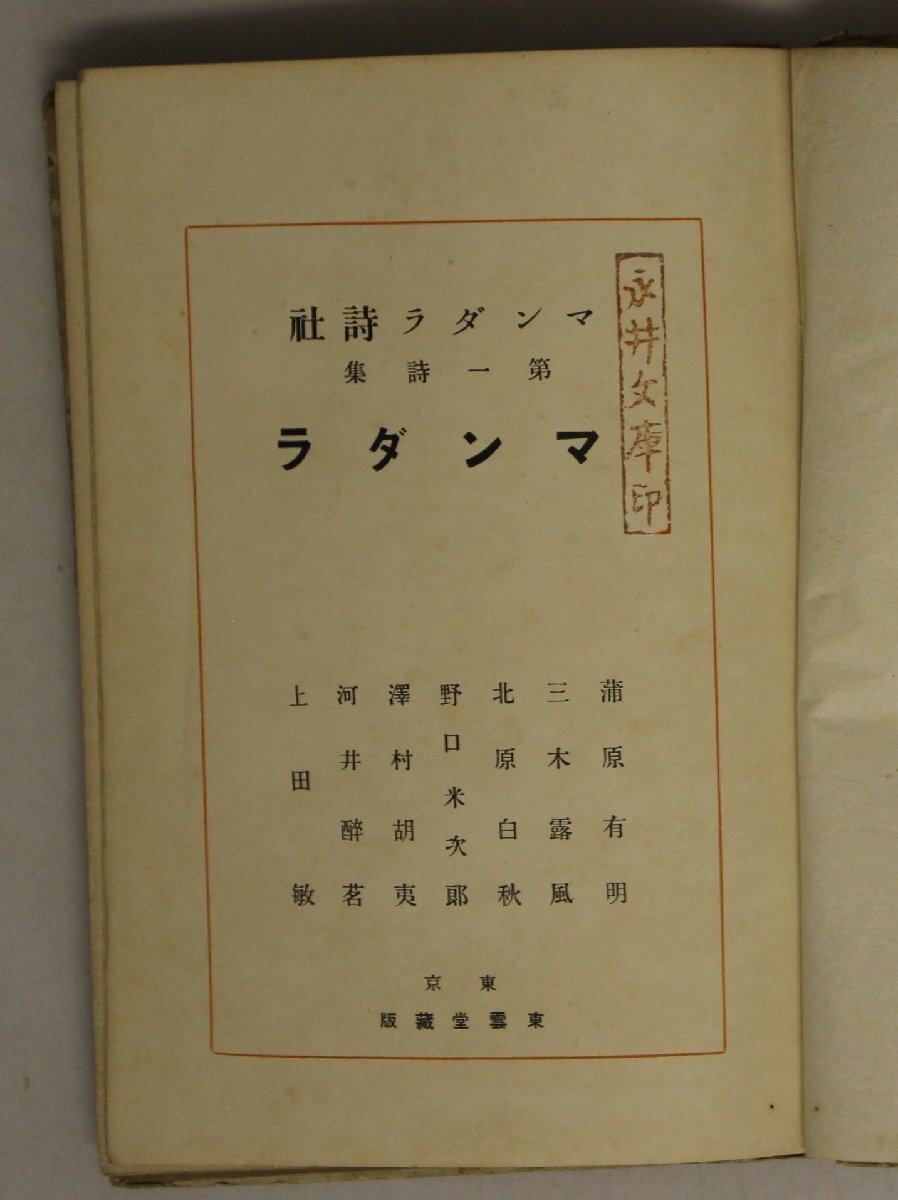 マンダラ詩社
第一詩集
マンダラ
蒲原有明
三木露風
北原白秋
野口米次郎
澤村胡夷
河井醉茗
上田敏
東京
東雲堂藏版
永井文庫印